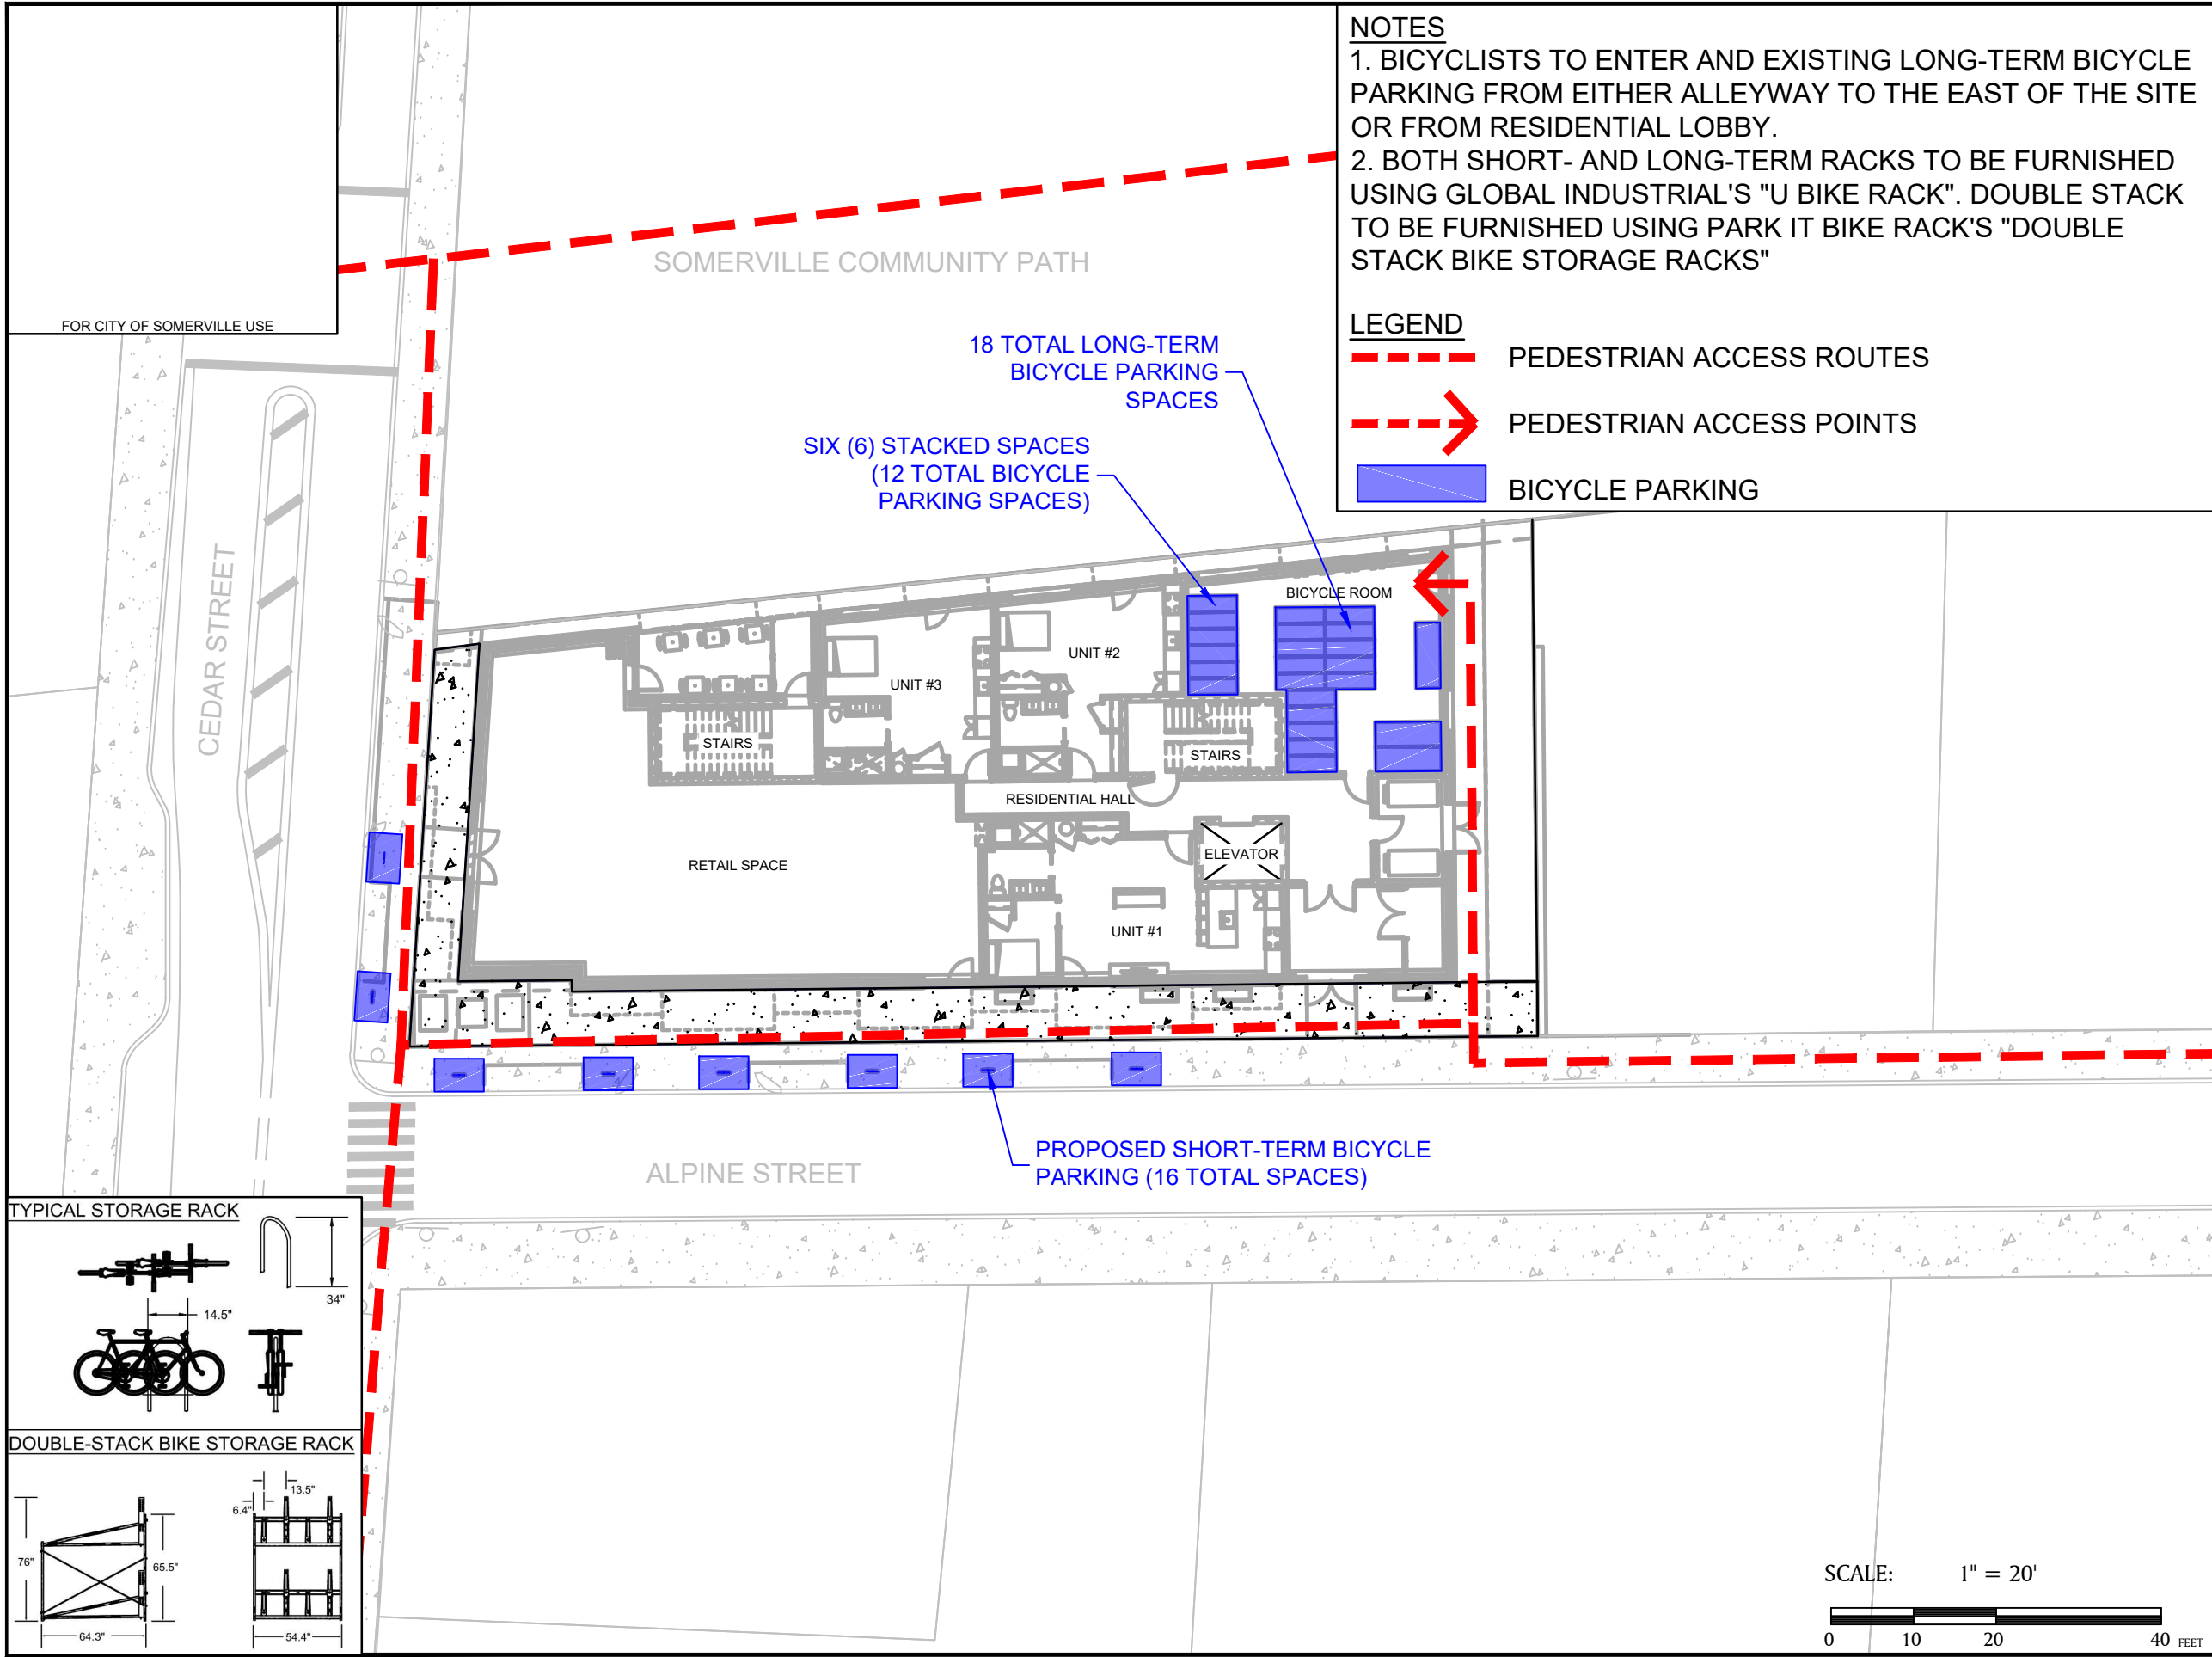 NOTES
1. BICYCLISTS TO ENTER AND EXISTING LONG-TERM BICYCLE
PARKING FROM EITHER ALLEYWAY TO THE EAST OF THE SITE
OR FROM RESIDENTIAL LOBBY.
2. BOTH SHORT- AND LONG-TERM RACKS TO BE FURNISHED
USING GLOBAL INDUSTRIAL'S "U BIKE RACK". DOUBLE STACK
TO BE FURNISHED USING PARK IT BIKE RACK'S "DOUBLE
STACK BIKE STORAGE RACKS"
LEGEND
PEDESTRIAN ACCESS ROUTES
PEDESTRIAN ACCESS POINTS
BICYCLE PARKING
FOR CITY OF SOMERVILLE USE
SOMERVILLE COMMUNITY PATH
18 TOTAL LONG-TERM
BICYCLE PARKING
SPACES
SIX (6) STACKED SPACES
(12 TOTAL BICYCLE
PARKING SPACES)
CEDAR STREET
BICYCLE ROOM
UNIT #2
UNIT #3
STAIRS
STAIRS
RESIDENTIAL HALL
RETAIL SPACE
ELEVATOR
UNIT #1
PROPOSED SHORT-TERM BICYCLE
PARKING (16 TOTAL SPACES)
ALPINE STREET
TYPICAL STORAGE RACK
34"
14.5"
DOUBLE-STACK BIKE STORAGE RACK
13.5"
6.4"
76"
65.5"
64.3"
54.4"
SCALE: 1" = 20'
0 10 20 40 FEET